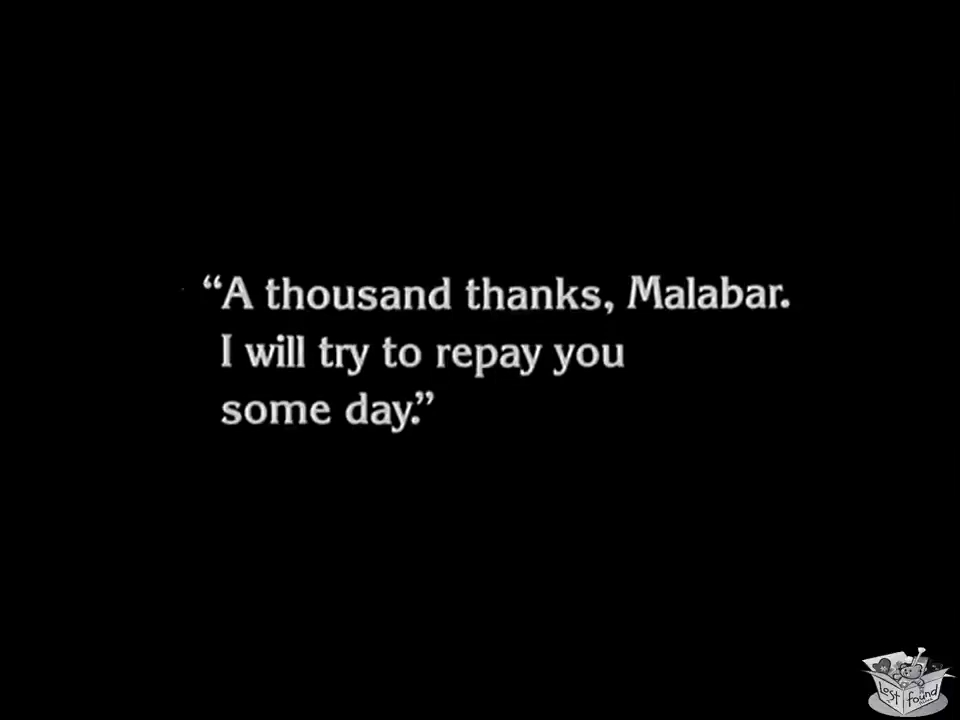 “A thousand thanks, Malabar.
I will try to repay you
some day.”
Lost
found